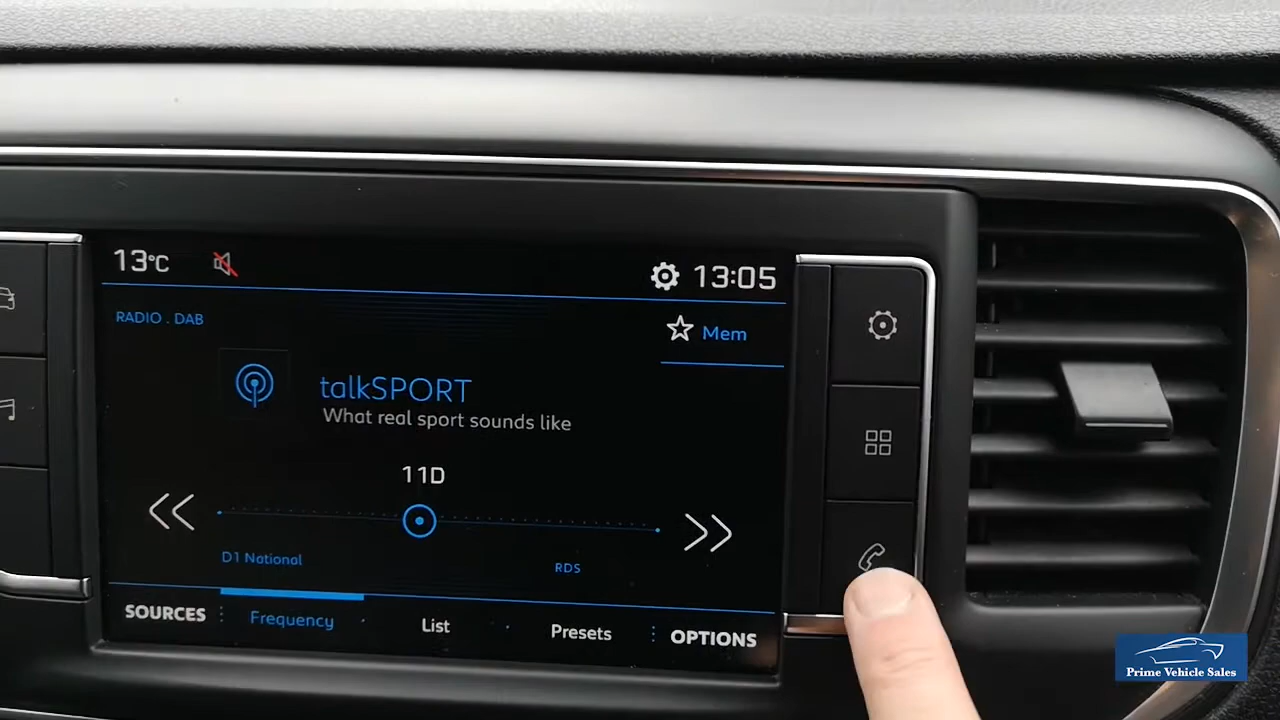 13°C
13:05
RADIO . DAB
Mem
talkSPORT
What real sport sounds like
11D
D1 National
RDS
SOURCES
Frequency
List
Presets
OPTIONS
Prime Vehicle Sales